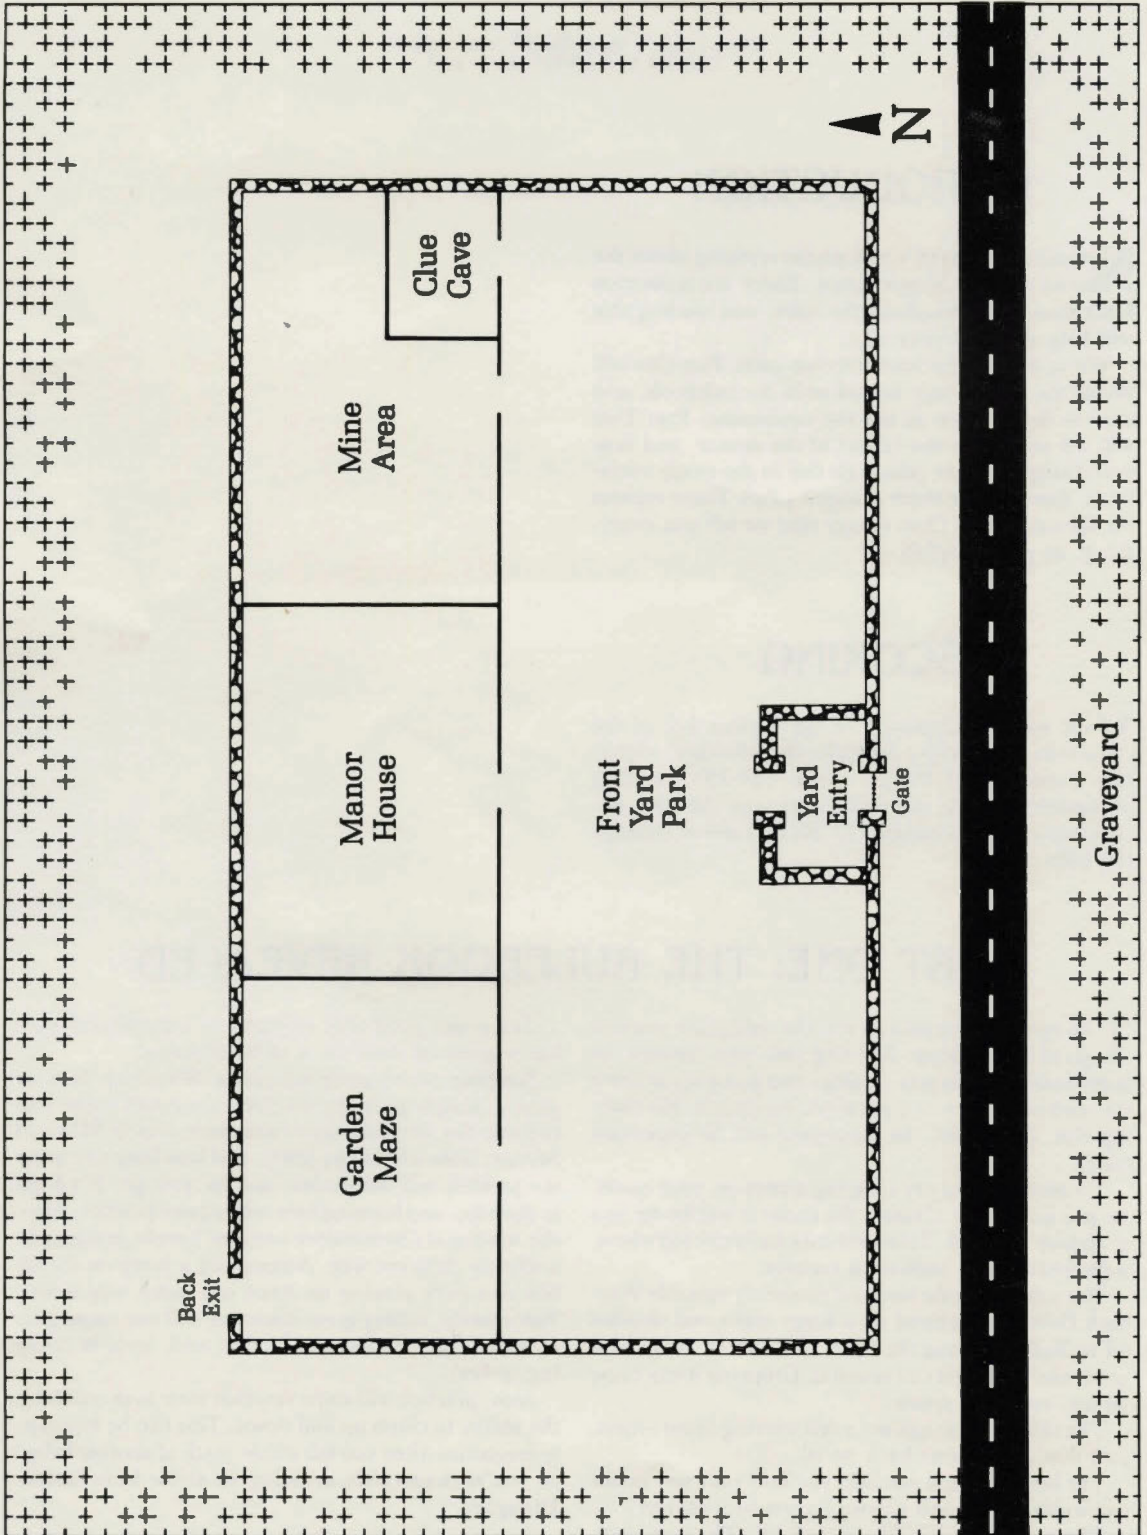 Back
Exit
Garden
Maze
Manor
House
Mine
Area
Clue
Cave
Front
Yard
Park
Yard
Entry
Gate
N
Graveyard